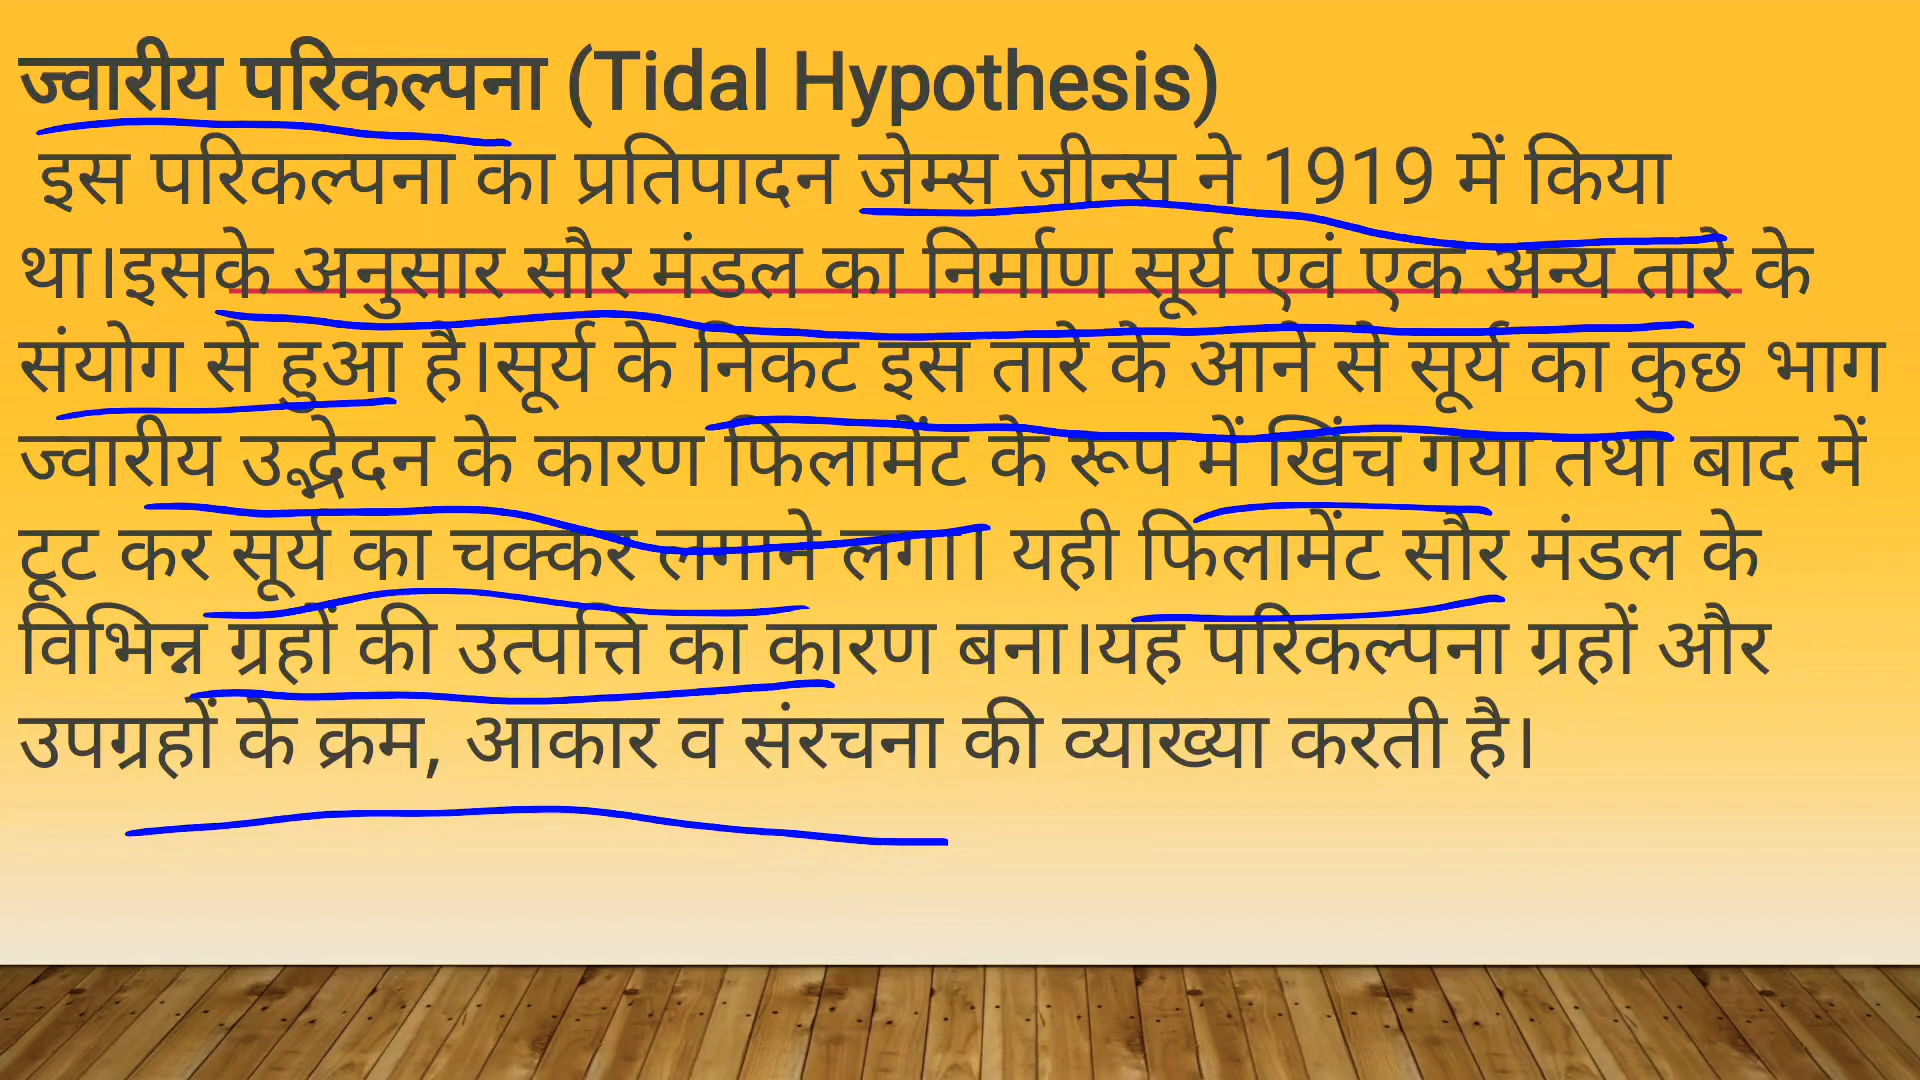 ज्वारीय परिकल्पना (Tidal Hypothesis)
इस परिकल्पना का प्रतिपादन जेम्स जीन्स ने 1919 में किया
था।इसके अनुसार सौर मंडल का निर्माण सूर्य एवं एक अन्य तारे के
संयोग से हुआ है।सूर्य के निकट इस तारे के आने से सूर्य का कुछ भाग
ज्वारीय उद्भेदन के कारण फिलामेंट के रूप में खिंच गया तथा बाद में
टूट कर सूर्य का चक्कर लगाने लगा। यही फिलामेंट सौर मंडल के
विभिन्न ग्रहों की उत्पत्ति का कारण बना।यह परिकल्पना ग्रहों और
उपग्रहों के क्रम, आकार व संरचना की व्याख्या करती है।